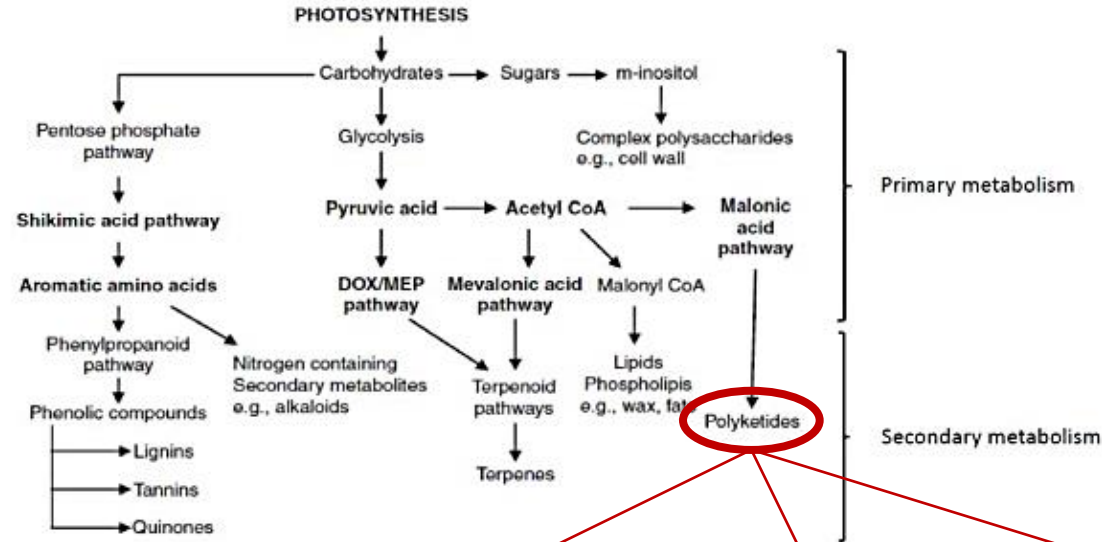 PHOTOSYNTHESIS
Carbohydrates
Sugars
m-inositol
Pentose phosphate
pathway
Glycolysis
Complex polysaccharides
e.g., cell wall
Primary metabolism
Shikimic acid pathway
Pyruvic acid
Acetyl CoA
Malonic
acid
pathway
Aromatic amino acids
DOX/MEP
pathway
Mevalonic acid
pathway
Malonyl CoA
Phenylpropanoid
pathway
Nitrogen containing
Secondary metabolites
e.g., alkaloids
Terpenoid
pathways
Lipids
Phospholipis
e.g., wax, fats
Phenolic compounds
Polyketides
Secondary metabolism
Lignins
Terpenes
Tannins
Quinones